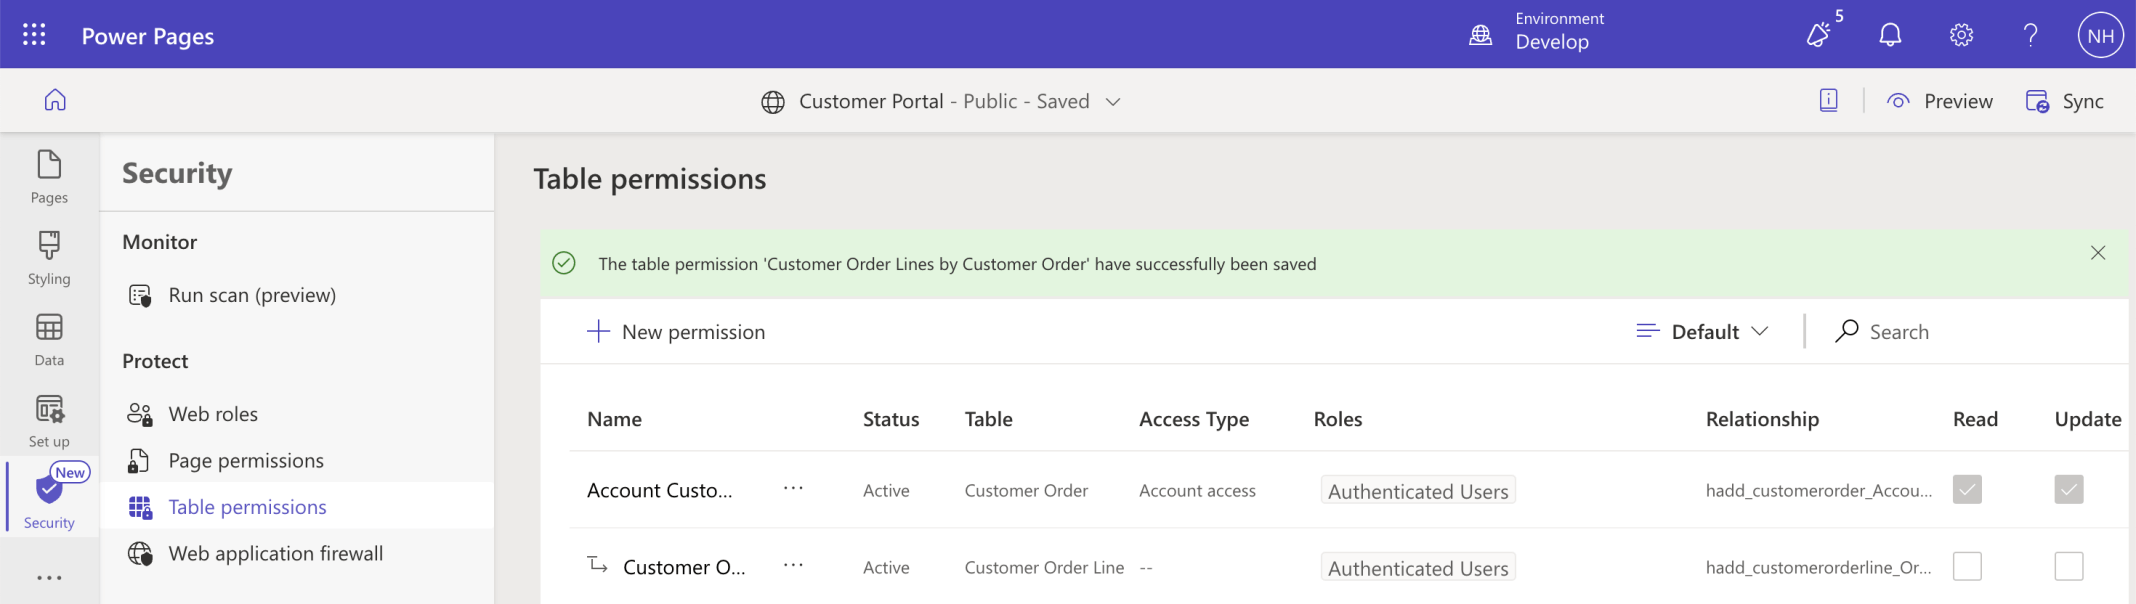 Power Pages
Environment
Develop
5
NH
Customer Portal - Public - Saved
Preview
Sync
Pages
Styling
Data
Set up
New
Security
Security
Monitor
Run scan (preview)
Protect
Web roles
Page permissions
Table permissions
Web application firewall
Table permissions
The table permission 'Customer Order Lines by Customer Order' have successfully been saved
New permission
Default
Search
Name Status Table Access Type Roles Relationship Read Update
Account Custo... Active Customer Order Account access Authenticated Users hadd_customerorder_Accou...
Customer O... Active Customer Order Line -- Authenticated Users hadd_customerorderline_Or...